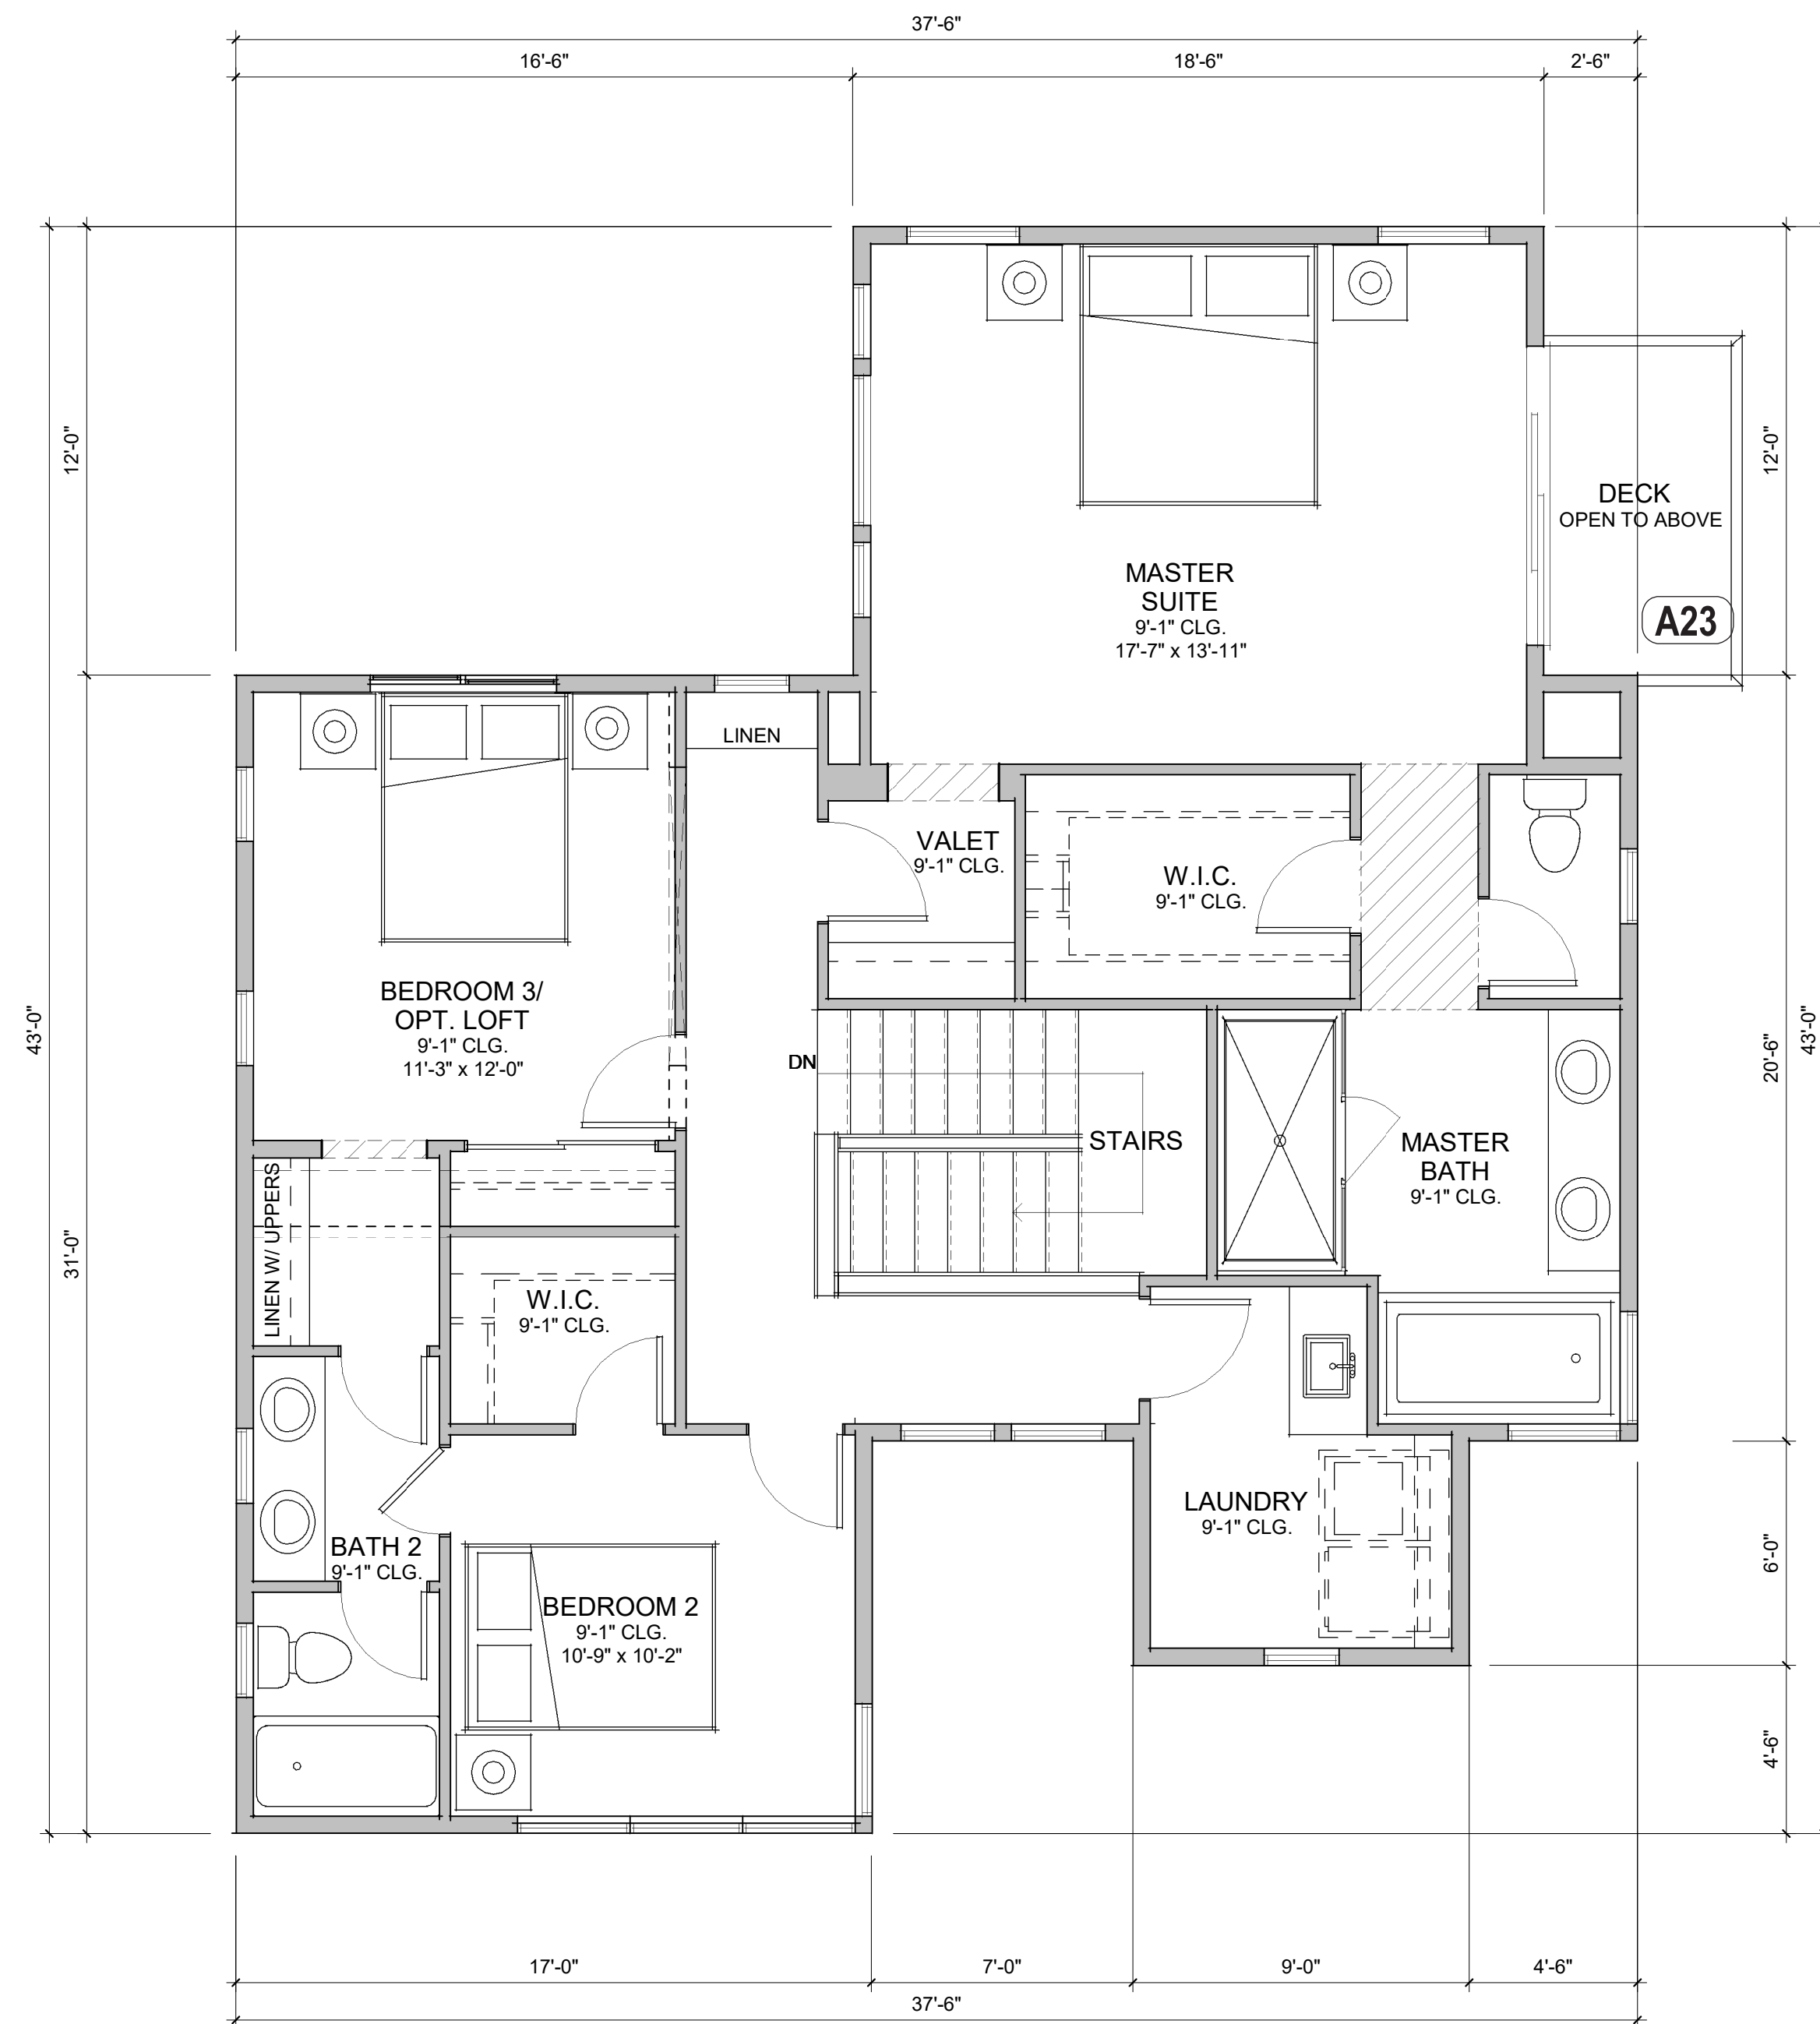 37'-6"
16'-6"
18'-6"
2'-6"
12'-0"
12'-0"
DECK
OPEN TO ABOVE
MASTER
SUITE
9'-1" CLG.
17'-7" x 13'-11"
A23
LINEN
VALET
9'-1" CLG.
W.I.C.
9'-1" CLG.
BEDROOM 3/
OPT. LOFT
9'-1" CLG.
11'-3" x 12'-0"
43'-0"
43'-0"
20'-6"
DN
STAIRS
MASTER
BATH
9'-1" CLG.
31'-0"
LINEN W/ UPPERS
W.I.C.
9'-1" CLG.
LAUNDRY
9'-1" CLG.
6'-0"
BATH 2
9'-1" CLG.
BEDROOM 2
9'-1" CLG.
10'-9" x 10'-2"
4'-6"
17'-0"
7'-0"
9'-0"
4'-6"
37'-6"